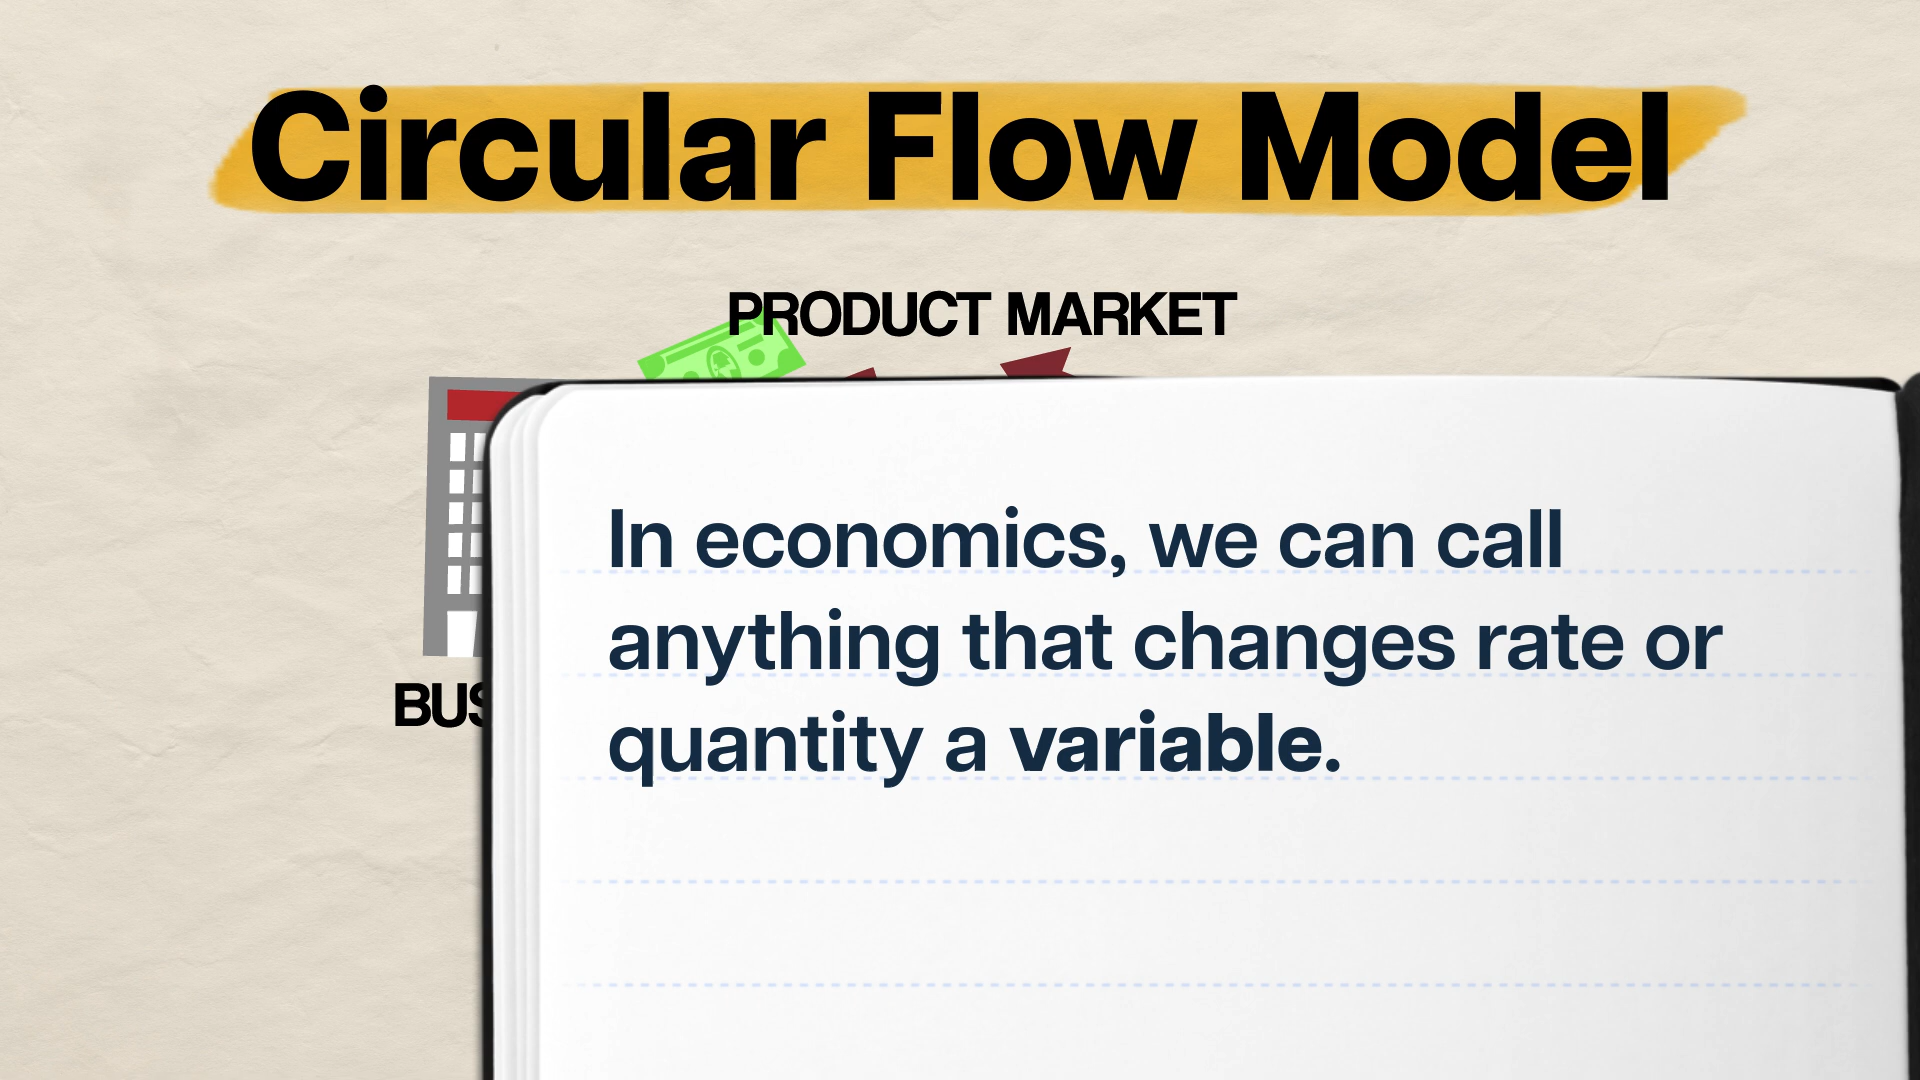 Circular Flow Model
PRODUCT MARKET
In economics, we can call
anything that changes rate or
quantity a variable.